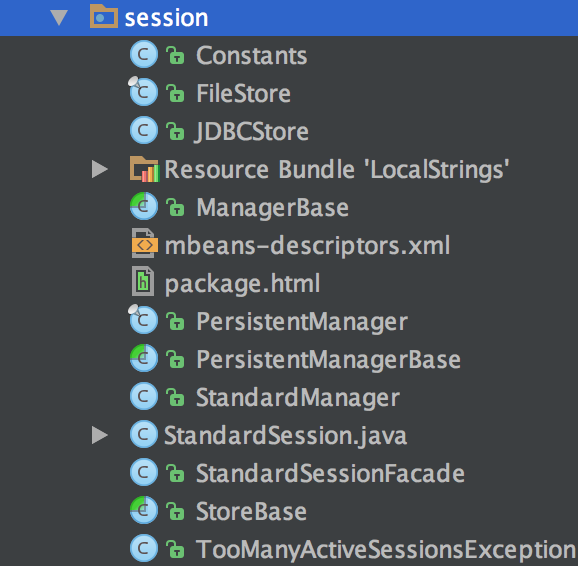 session
Constants
FileStore
JDBCStore
Resource Bundle 'LocalStrings'
ManagerBase
mbeans-descriptors.xml
package.html
PersistentManager
PersistentManagerBase
StandardManager
StandardSession.java
StandardSessionFacade
StoreBase
TooManyActiveSessionsException